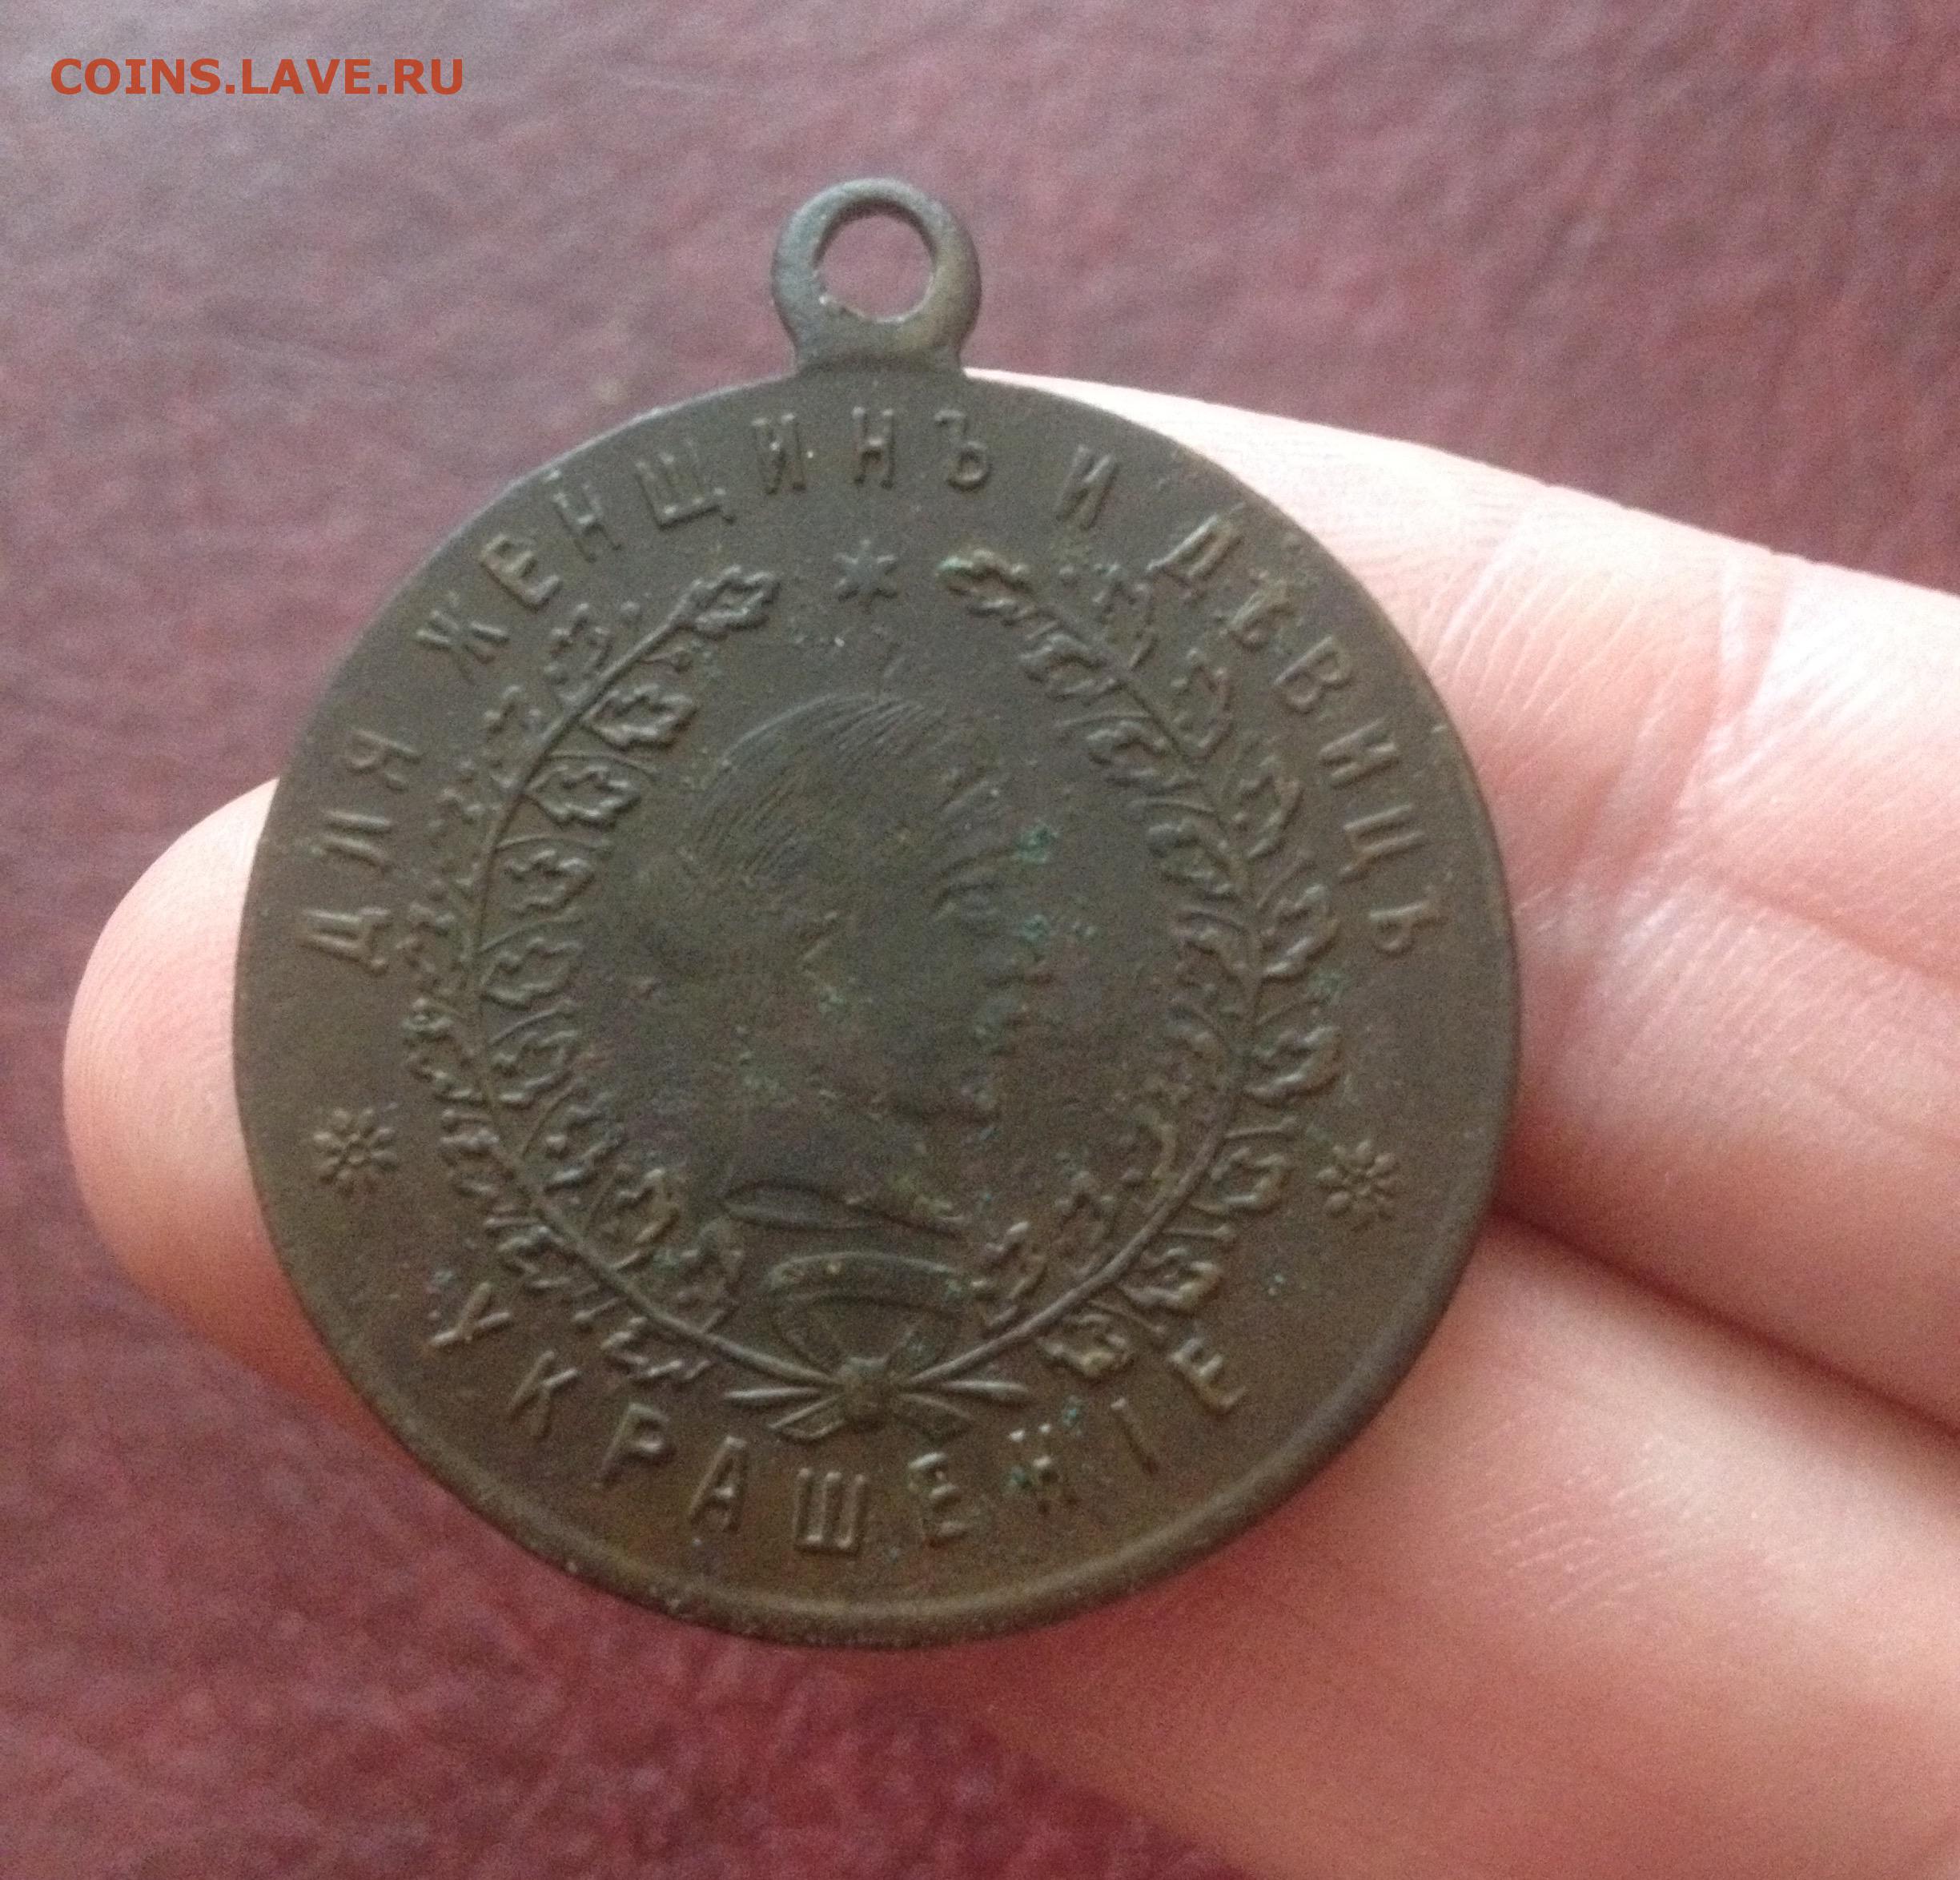 COINS.LAVE.RU
ДЛЯ ЖЕНЩИНЪ И ДѢВИЦЪ
УКРАШЕНІЕ